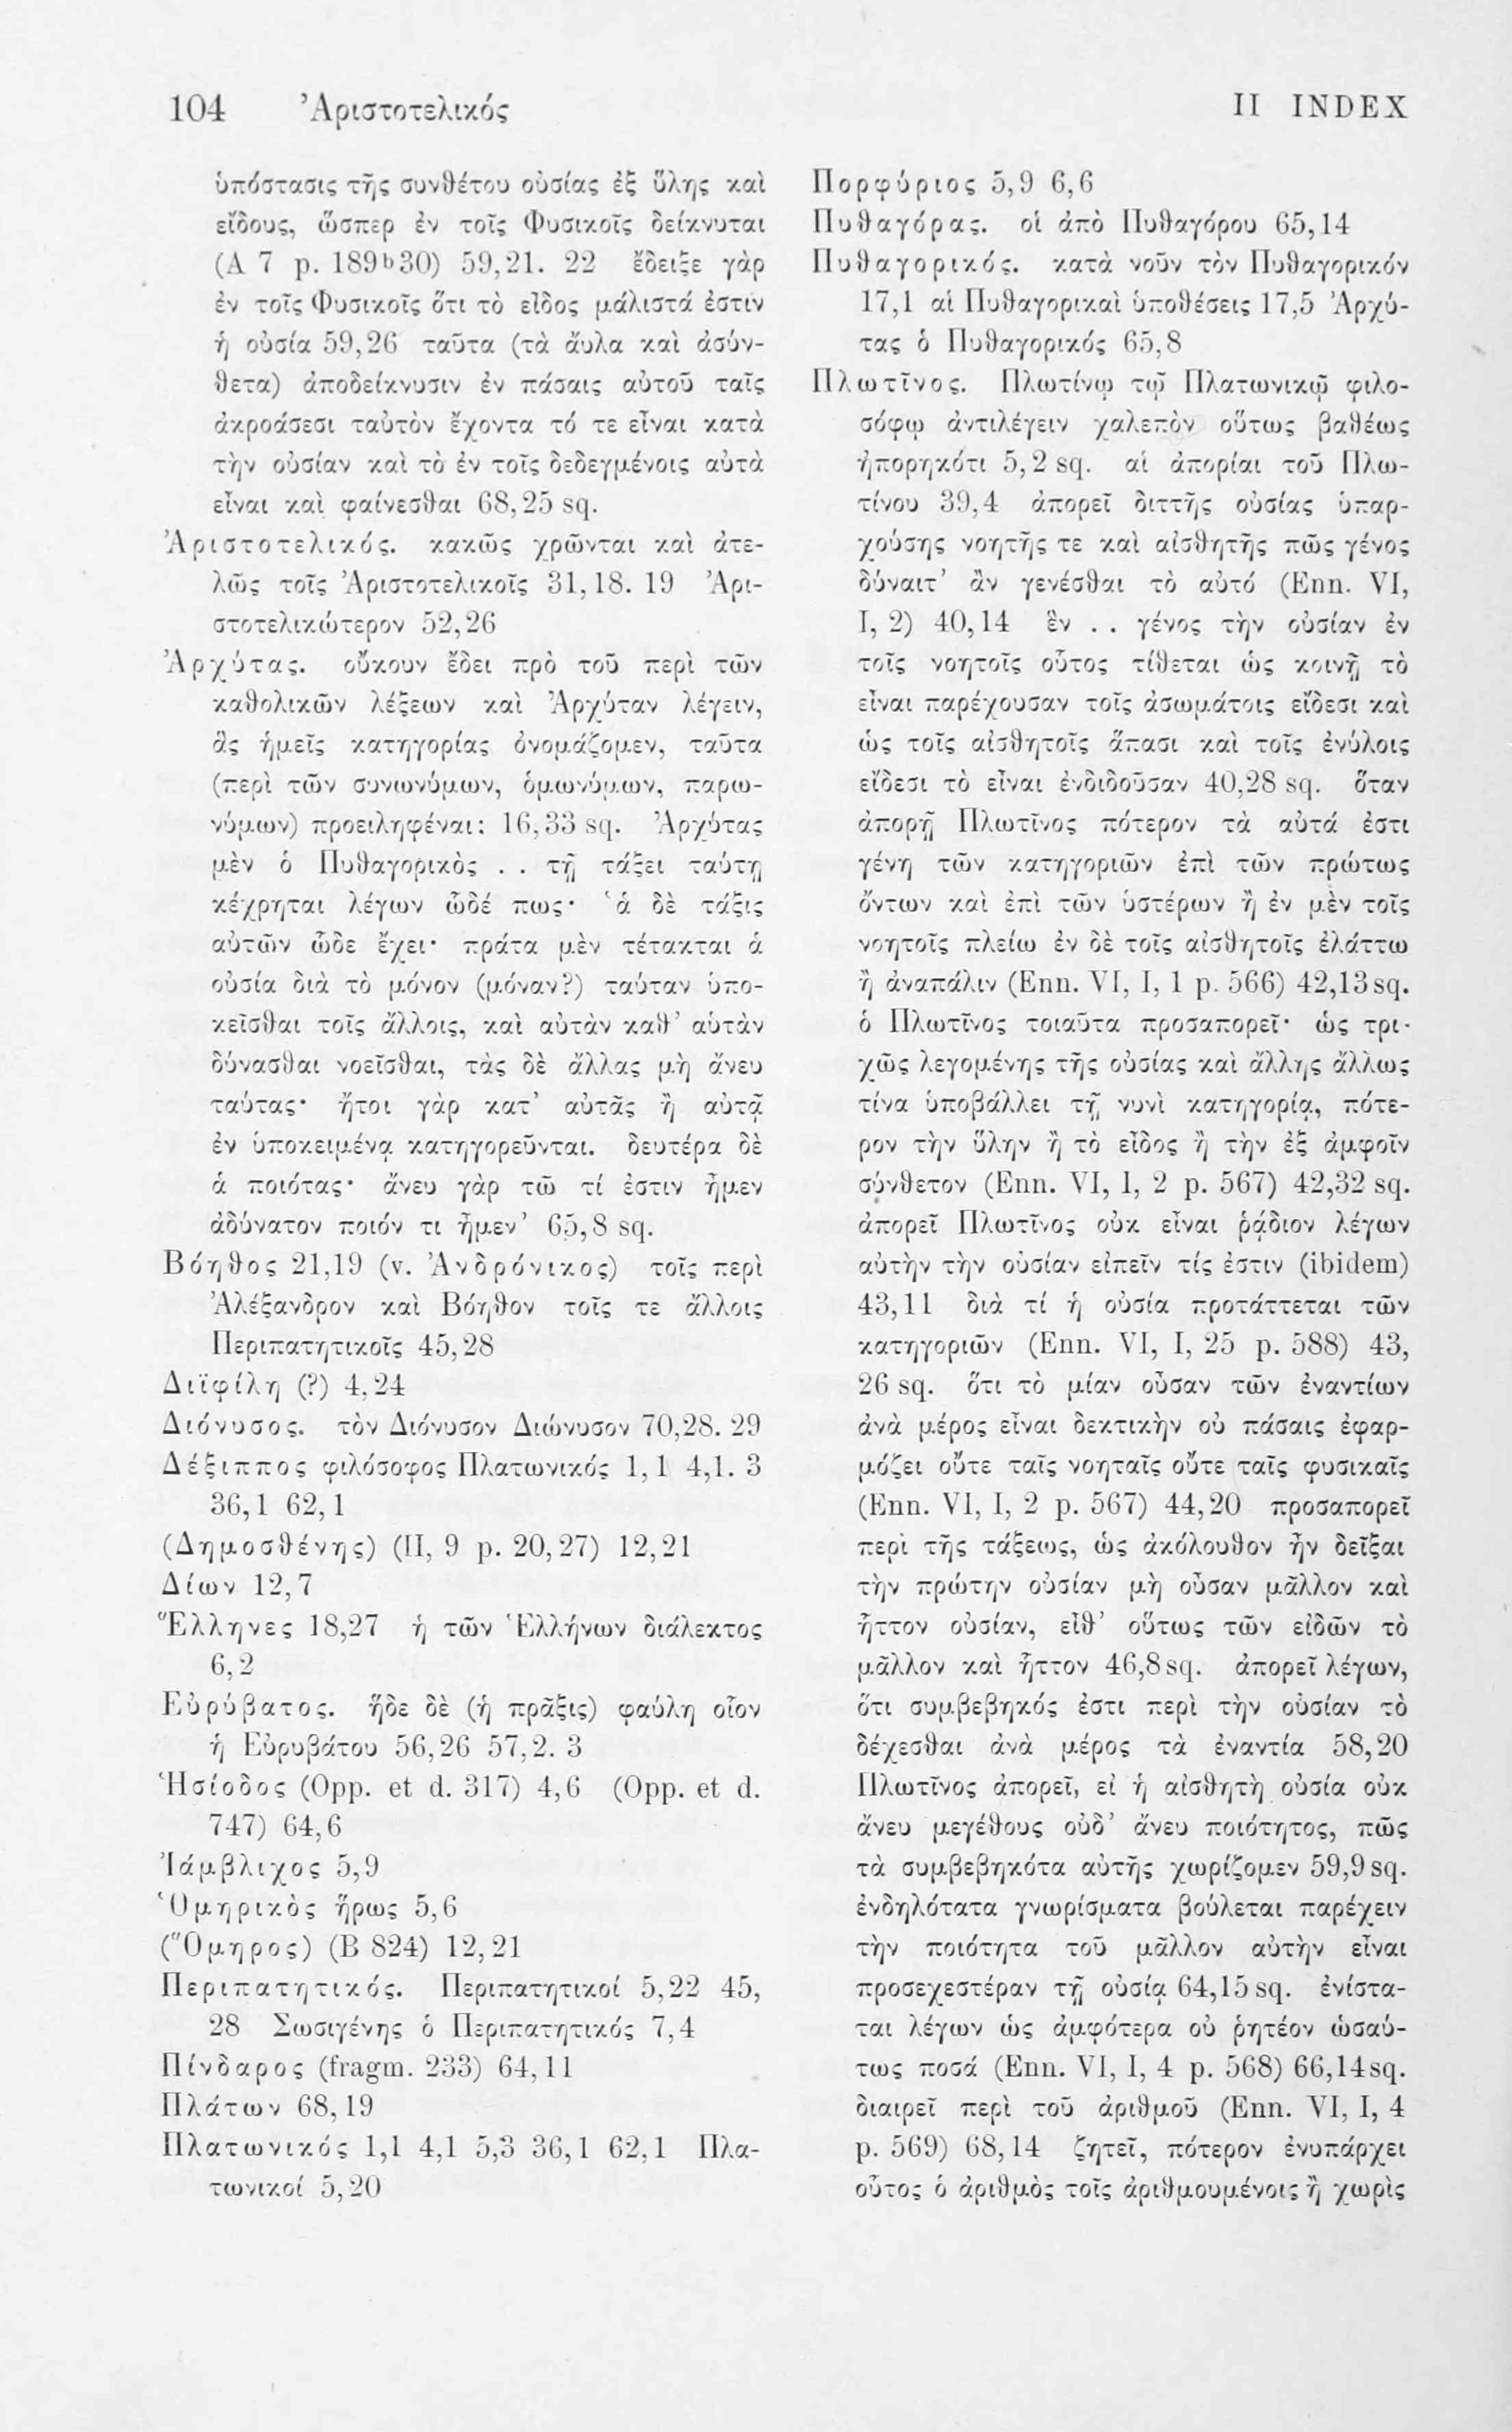 104 Ἀριστοτελικός II INDEX
ὑπόστασις τῆς συνθέτου οὐσίας ἐξ ὕλης καὶ
εἴδους, ὥσπερ ἐν τοῖς Φυσικοῖς δείκνυται
(A 7 p. 189b30) 59,21. 22 ἔδειξε γὰρ
ἐν τοῖς Φυσικοῖς ὅτι τὸ εἶδος μάλιστά ἐστιν
ἡ οὐσία 59,26 ταῦτα (τὰ ἄυλα καὶ ἀσύν-
θετα) ἀποδείκνυσιν ἐν πάσαις αὐτοῦ ταῖς
ἀκροάσεσι ταὐτὸν ἔχοντα τό τε εἶναι κατὰ
τὴν οὐσίαν καὶ τὸ ἐν τοῖς δεδεγμένοις αὐτὰ
εἶναι καὶ φαίνεσθαι 68,25 sq.
Ἀριστοτελικός. κακῶς χρῶνται καὶ ἀτε-
λῶς τοῖς Ἀριστοτελικοῖς 31,18. 19 Ἀρι-
στοτελικώτερον 52,26
Ἀρχύτας. οὔκουν ἔδει πρὸ τοῦ περὶ τῶν
καθολικῶν λέξεων καὶ Ἀρχύταν λέγειν,
ἃς ἡμεῖς κατηγορίας ὀνομάζομεν, ταῦτα
(περὶ τῶν συνωνύμων, ὁμωνύμων, παρω-
νύμων) προειληφέναι: 16,33 sq. Ἀρχύτας
μὲν ὁ Πυθαγορικὸς . . τῇ τάξει ταύτῃ
κέχρηται λέγων ὧδέ πως· ‘ἁ δὲ τάξις
αὐτῶν ὧδε ἔχει· πράτα μὲν τέτακται ἁ
οὐσία διὰ τὸ μόνον (μόναν?) ταύταν ὑπο-
κεῖσθαι τοῖς ἄλλοις, καὶ αὐτὰν καθ’ αὑτὰν
δύνασθαι νοεῖσθαι, τὰς δὲ ἄλλας μὴ ἄνευ
ταύτας· ἤτοι γὰρ κατ’ αὐτᾶς ἢ αὐτᾷ
ἐν ὑποκειμένᾳ κατηγορεῦνται. δευτέρα δὲ
ἁ ποιότας· ἄνευ γὰρ τῶ τί ἐστιν ἦμεν
ἀδύνατον ποιόν τι ἦμεν’ 65,8 sq.
Βόηθος 21,19 (v. Ἀνδρόνικος) τοῖς περὶ
Ἀλέξανδρον καὶ Βόηθον τοῖς τε ἄλλοις
Περιπατητικοῖς 45,28
Διϊφίλη (?) 4,24
Διόνυσος. τὸν Διόνυσον Διώνυσον 70,28. 29
Δέξιππος φιλόσοφος Πλατωνικός 1,1 4,1. 3
36,1 62,1
(Δημοσθένης) (II, 9 p. 20,27) 12,21
Δίων 12,7
Ἕλληνες 18,27 ἡ τῶν Ἑλλήνων διάλεκτος
6,2
Εὐρύβατος. ἥδε δὲ (ἡ πρᾶξις) φαύλη οἷον
ἡ Εὐρυβάτου 56,26 57,2. 3
Ἡσίοδος (Opp. et d. 317) 4,6 (Opp. et d.
747) 64,6
Ἰάμβλιχος 5,9
Ὁμηρικὸς ἥρως 5,6
(Ὅμηρος) (B 824) 12,21
Περιπατητικός. Περιπατητικοί 5,22 45,
28 Σωσιγένης ὁ Περιπατητικός 7,4
Πίνδαρος (fragm. 233) 64,11
Πλάτων 68,19
Πλατωνικός 1,1 4,1 5,3 36,1 62,1 Πλα-
τωνικοί 5,20
Πορφύριος 5,9 6,6
Πυθαγόρας. οἱ ἀπὸ Πυθαγόρου 65,14
Πυθαγορικός. κατὰ νοῦν τὸν Πυθαγορικόν
17,1 αἱ Πυθαγορικαὶ ὑποθέσεις 17,5 Ἀρχύ-
τας ὁ Πυθαγορικός 65,8
Πλωτῖνος. Πλωτίνῳ τῷ Πλατωνικῷ φιλο-
σόφῳ ἀντιλέγειν χαλεπὸν οὕτως βαθέως
ἠπορηκότι 5,2 sq. αἱ ἀπορίαι τοῦ Πλω-
τίνου 39,4 ἀπορεῖ διττῆς οὐσίας ὑπαρ-
χούσης νοητῆς τε καὶ αἰσθητῆς πῶς γένος
δύναιτ’ ἂν γενέσθαι τὸ αὐτό (Enn. VI,
I, 2) 40,14 ἓν . . γένος τὴν οὐσίαν ἐν
τοῖς νοητοῖς οὗτος τίθεται ὡς κοινῇ τὸ
εἶναι παρέχουσαν τοῖς ἀσωμάτοις εἴδεσι καὶ
ὡς τοῖς αἰσθητοῖς ἅπασι καὶ τοῖς ἐνύλοις
εἴδεσι τὸ εἶναι ἐνδιδοῦσαν 40,28 sq. ὅταν
ἀπορῇ Πλωτῖνος πότερον τὰ αὐτά ἐστι
γένη τῶν κατηγοριῶν ἐπὶ τῶν πρώτως
ὄντων καὶ ἐπὶ τῶν ὑστέρων ἢ ἐν μὲν τοῖς
νοητοῖς πλείω ἐν δὲ τοῖς αἰσθητοῖς ἐλάττω
ἢ ἀναπάλιν (Enn. VI, I, 1 p. 566) 42,13 sq.
ὁ Πλωτῖνος τοιαῦτα προσαπορεῖ· ὡς τρι-
χῶς λεγομένης τῆς οὐσίας καὶ ἄλλης ἄλλως
τίνα ὑποβάλλει τῇ νυνὶ κατηγορίᾳ, πότε-
ρον τὴν ὕλην ἢ τὸ εἶδος ἢ τὴν ἐξ ἀμφοῖν
σύνθετον (Enn. VI, I, 2 p. 567) 42,32 sq.
ἀπορεῖ Πλωτῖνος οὐκ εἶναι ῥᾴδιον λέγων
αὐτὴν τὴν οὐσίαν εἰπεῖν τίς ἐστιν (ibidem)
43,11 διὰ τί ἡ οὐσία προτάττεται τῶν
κατηγοριῶν (Enn. VI, I, 25 p. 588) 43,
26 sq. ὅτι τὸ μίαν οὖσαν τῶν ἐναντίων
ἀνὰ μέρος εἶναι δεκτικὴν οὐ πάσαις ἐφαρ-
μόζει οὔτε ταῖς νοηταῖς οὔτε ταῖς φυσικαῖς
(Enn. VI, I, 2 p. 567) 44,20 προσαπορεῖ
περὶ τῆς τάξεως, ὡς ἀκόλουθον ἦν δεῖξαι
τὴν πρώτην οὐσίαν μὴ οὖσαν μᾶλλον καὶ
ἧττον οὐσίαν, εἶθ’ οὕτως τῶν εἰδῶν τὸ
μᾶλλον καὶ ἧττον 46,8 sq. ἀπορεῖ λέγων,
ὅτι συμβεβηκός ἐστι περὶ τὴν οὐσίαν τὸ
δέχεσθαι ἀνὰ μέρος τὰ ἐναντία 58,20
Πλωτῖνος ἀπορεῖ, εἰ ἡ αἰσθητὴ οὐσία οὐκ
ἄνευ μεγέθους οὐδ’ ἄνευ ποιότητος, πῶς
τὰ συμβεβηκότα αὐτῆς χωρίζομεν 59,9 sq.
ἐνδηλότατα γνωρίσματα βούλεται παρέχειν
τὴν ποιότητα τοῦ μᾶλλον αὐτὴν εἶναι
προσεχεστέραν τῇ οὐσίᾳ 64,15 sq. ἐνίστα-
ται λέγων ὡς ἀμφότερα οὐ ῥητέον ὡσαύ-
τως ποσά (Enn. VI, I, 4 p. 568) 66,14 sq.
διαιρεῖ περὶ τοῦ ἀριθμοῦ (Enn. VI, I, 4
p. 569) 68,14 ζητεῖ, πότερον ἐνυπάρχει
οὗτος ὁ ἀριθμὸς τοῖς ἀριθμουμένοις ἢ χωρὶς